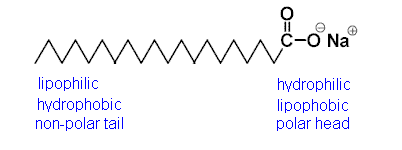 O
C–O⊖ Na⊕
lipophilic hydrophilic
hydrophobic lipophobic
non-polar tail polar head